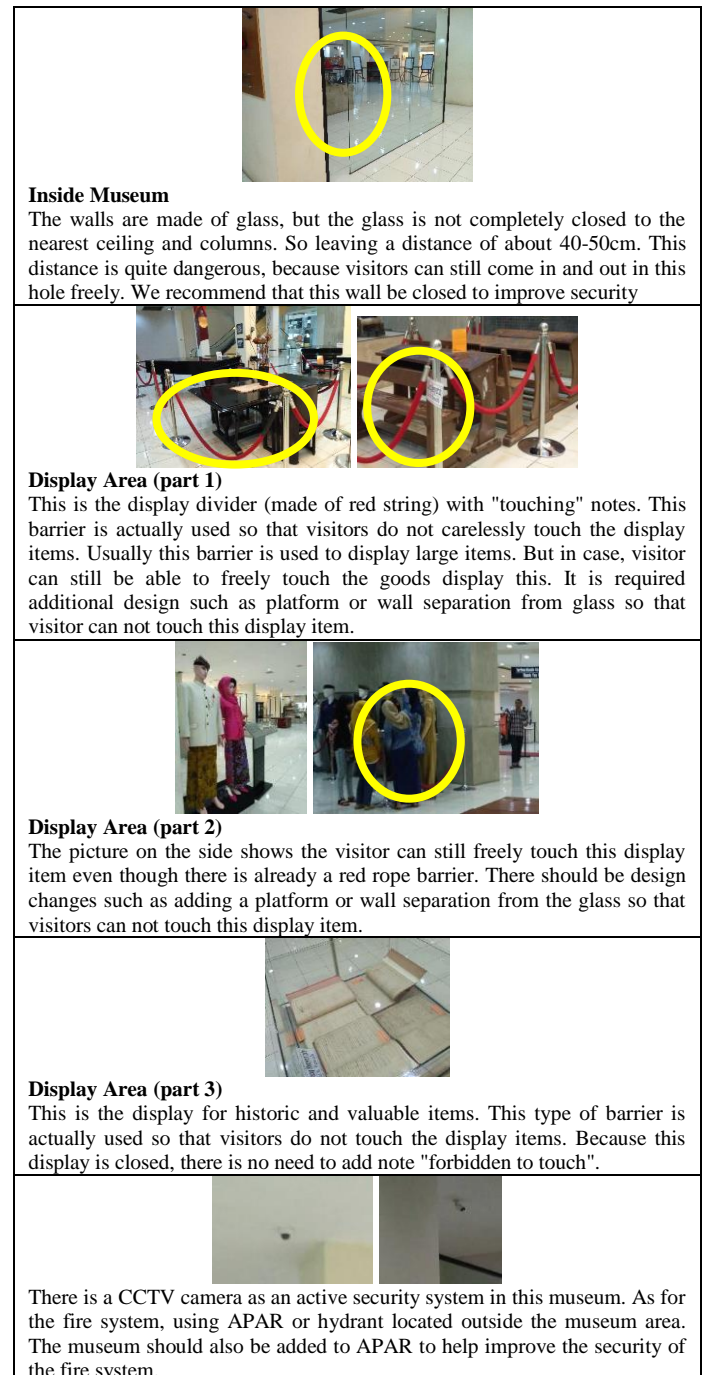 Inside Museum
The walls are made of glass, but the glass is not completely closed to the
nearest ceiling and columns. So leaving a distance of about 40-50cm. This
distance is quite dangerous, because visitors can still come in and out in this
hole freely. We recommend that this wall be closed to improve security
Display Area (part 1)
This is the display divider (made of red string) with "touching" notes. This
barrier is actually used so that visitors do not carelessly touch the display
items. Usually this barrier is used to display large items. But in case, visitor
can still be able to freely touch the goods display this. It is required
additional design such as platform or wall separation from glass so that
visitor can not touch this display item.
Display Area (part 2)
The picture on the side shows the visitor can still freely touch this display
item even though there is already a red rope barrier. There should be design
changes such as adding a platform or wall separation from the glass so that
visitors can not touch this display item.
Display Area (part 3)
This is the display for historic and valuable items. This type of barrier is
actually used so that visitors do not touch the display items. Because this
display is closed, there is no need to add note "forbidden to touch".
There is a CCTV camera as an active security system in this museum. As for
the fire system, using APAR or hydrant located outside the museum area.
The museum should also be added to APAR to help improve the security of
the fire system